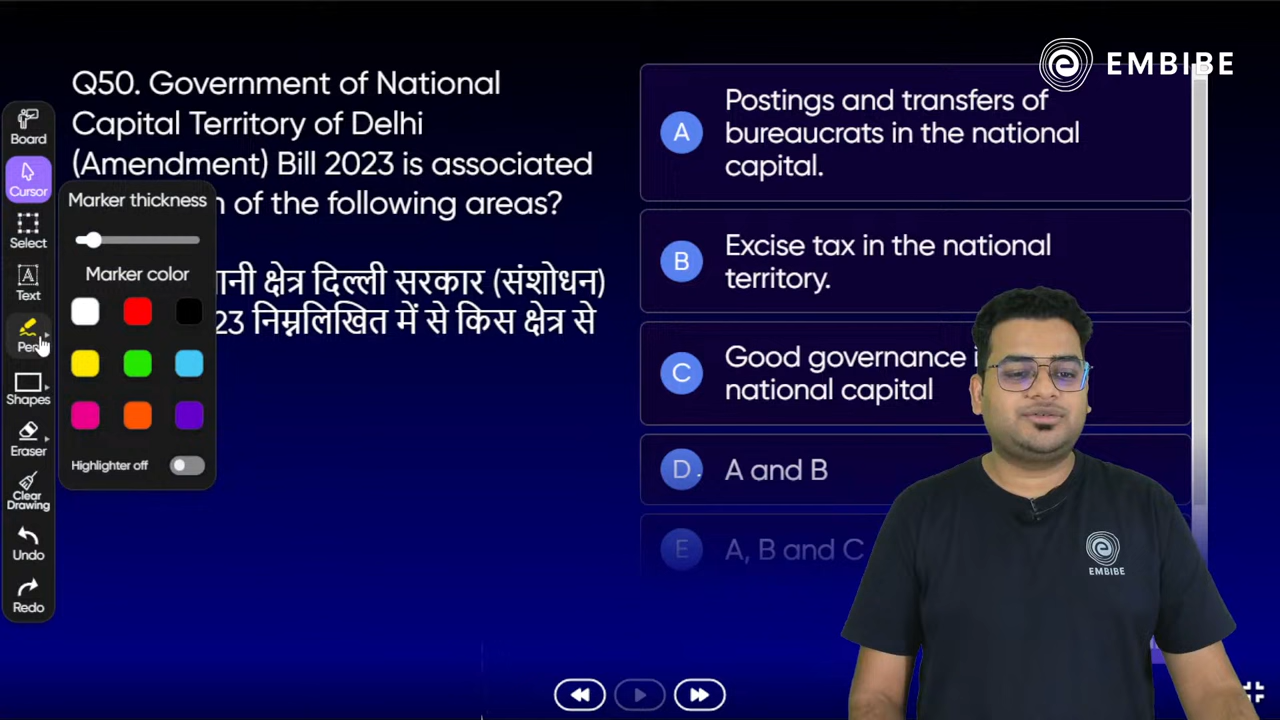 EMBIBE
Q50. Government of National
Capital Territory of Delhi
(Amendment) Bill 2023 is associated
of the following areas?
क्षेत्र दिल्ली सरकार (संशोधन)
23 निम्नलिखित में से किस क्षेत्र से
A
Postings and transfers of
bureaucrats in the national
capital.
B
Excise tax in the national
territory.
C
Good governance
national capital
D.
A and B
E
A, B and C
Board
Cursor
Select
Text
Pen
Shapes
Eraser
Clear
Drawing
Undo
Redo
Marker thickness
Marker color
Highlighter off
EMBIBE